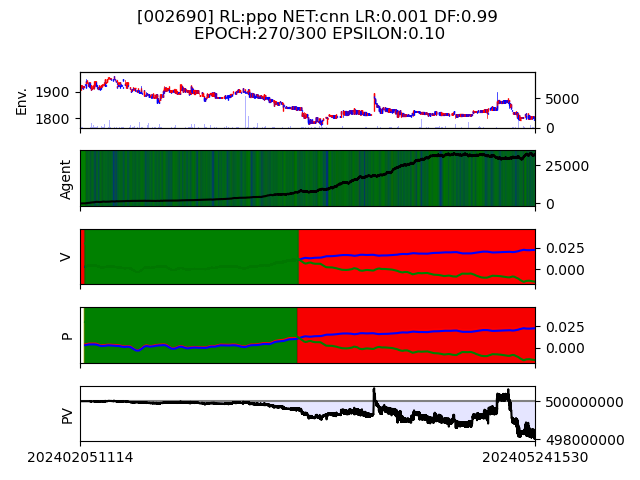 [002690] RL:ppo NET:cnn LR:0.001 DF:0.99
EPOCH:270/300 EPSILON:0.10
Env.
1900
1800
5000
0
Agent
25000
0
V
0.025
0.000
P
0.025
0.000
PV
500000000
498000000
202402051114
202405241530